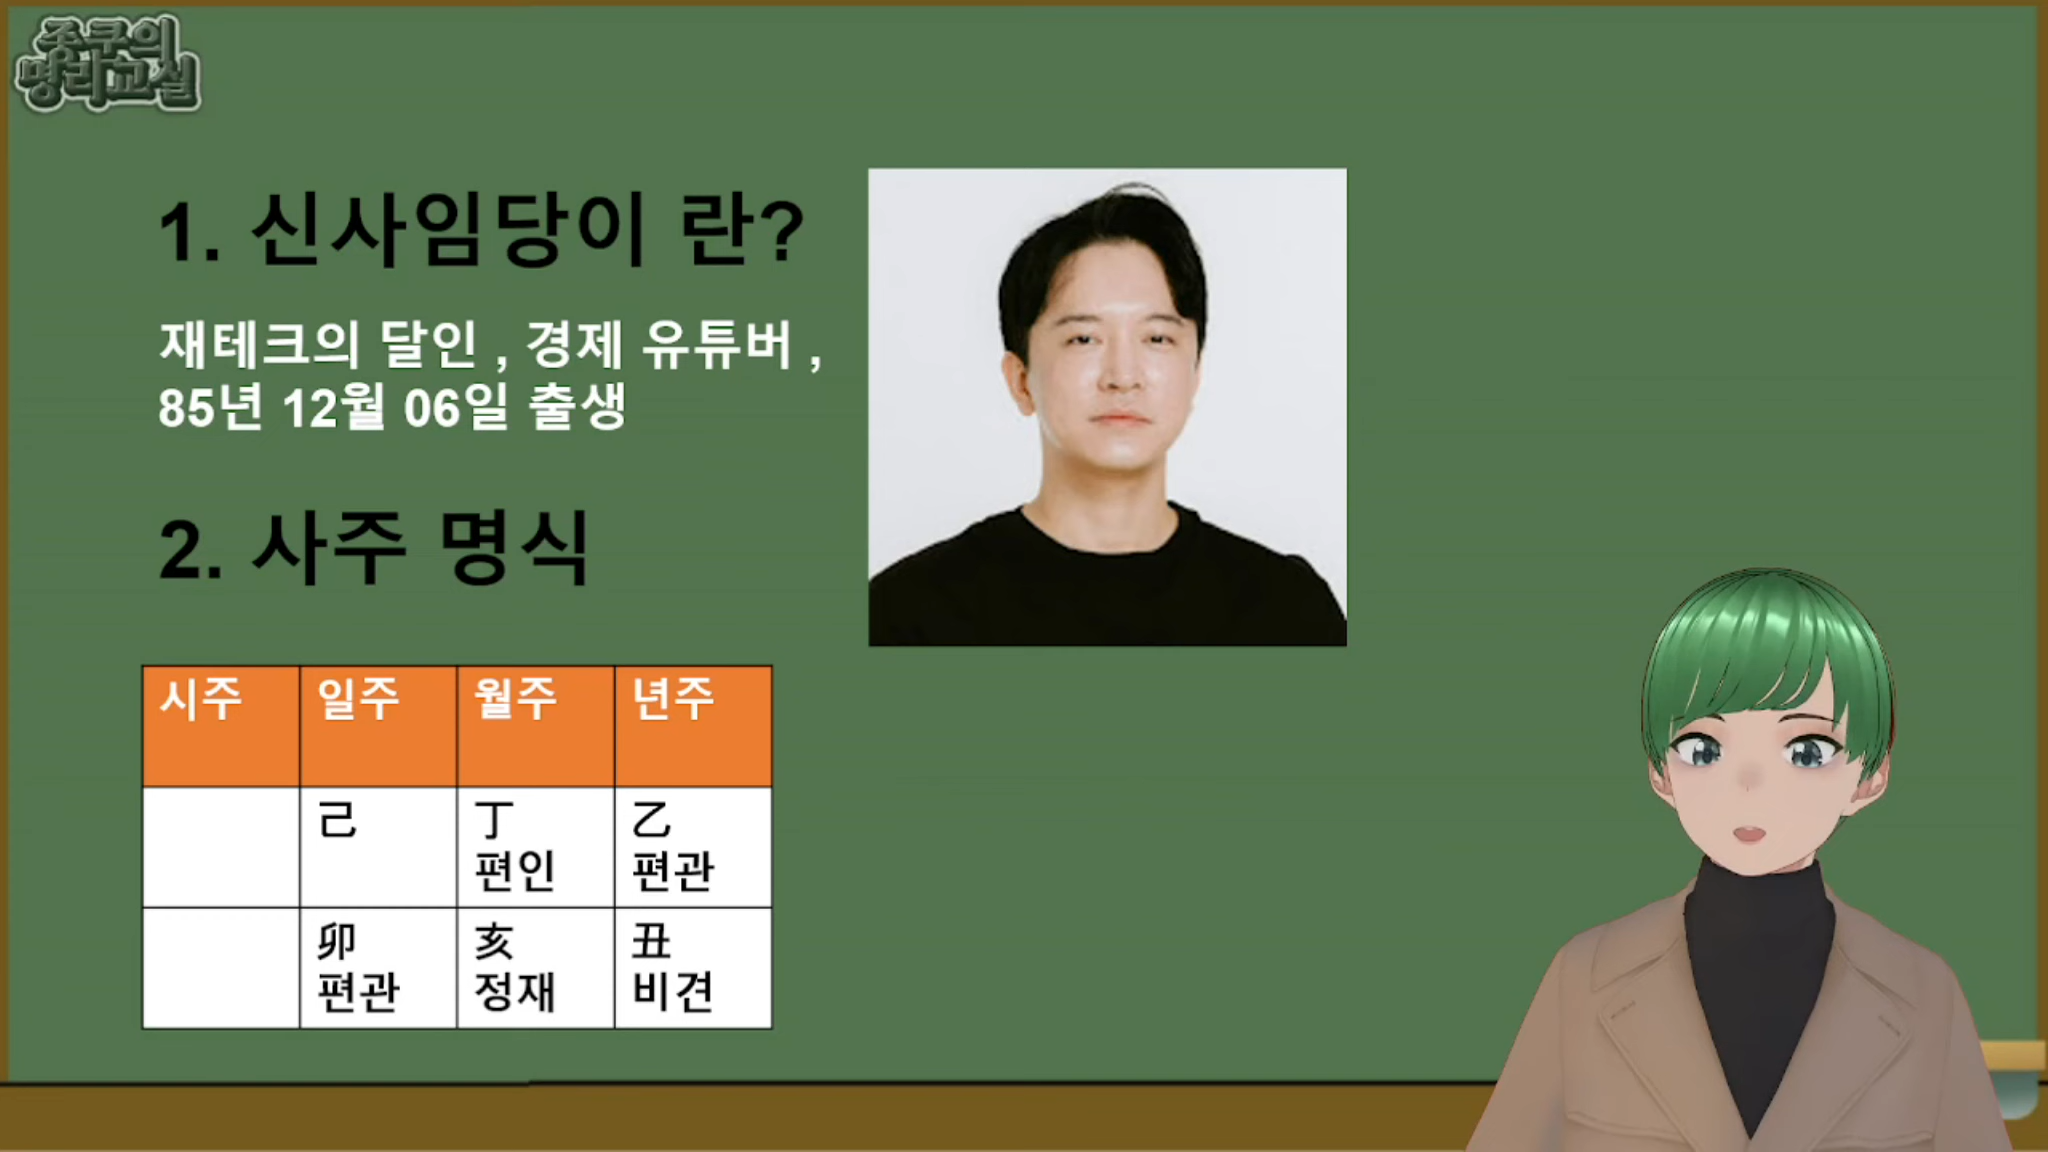 종쿠의
명리교실
1. 신사임당이 란?
재테크의 달인 , 경제 유튜버 ,
85년 12월 06일 출생
2. 사주 명식
시주 일주 월주 년주
己 丁 乙
편인 편관
卯 亥 丑
편관 정재 비견